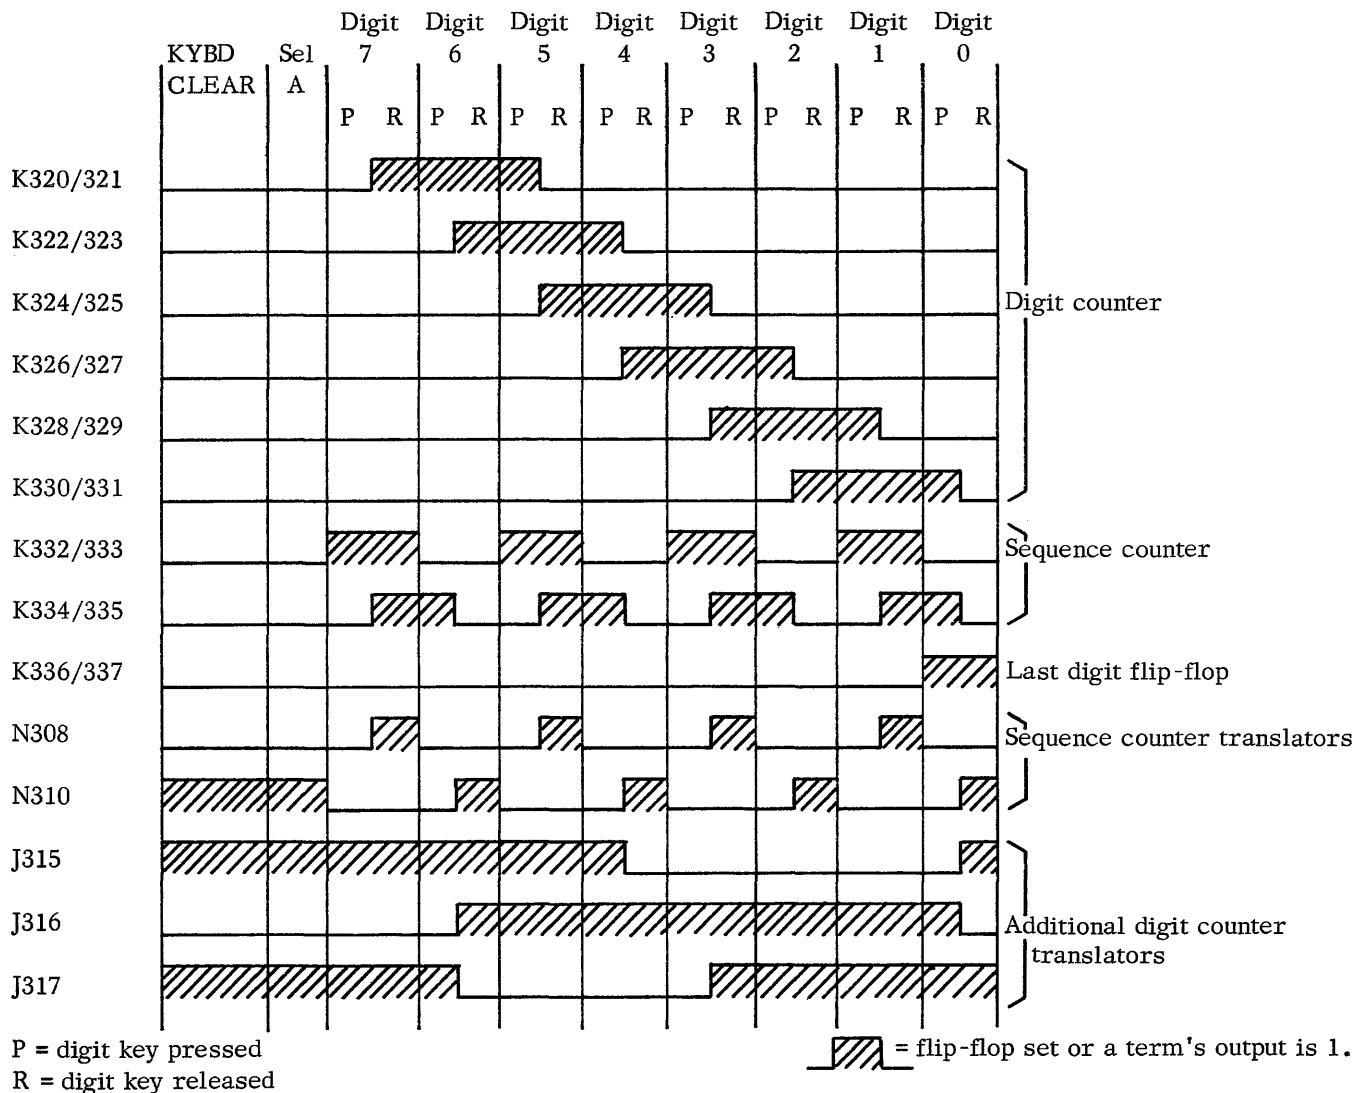 Digit Digit Digit Digit Digit Digit Digit Digit
KYBD Sel 7 6 5 4 3 2 1 0
CLEAR A
P R P R P R P R P R P R P R P R
K320/321
K322/323
K324/325
Digit counter
K326/327
K328/329
K330/331
K332/333
Sequence counter
K334/335
K336/337
Last digit flip-flop
N308
Sequence counter translators
N310
J315
J316
Additional digit counter
translators
J317
P = digit key pressed
= flip-flop set or a term's output is 1.
R = digit key released